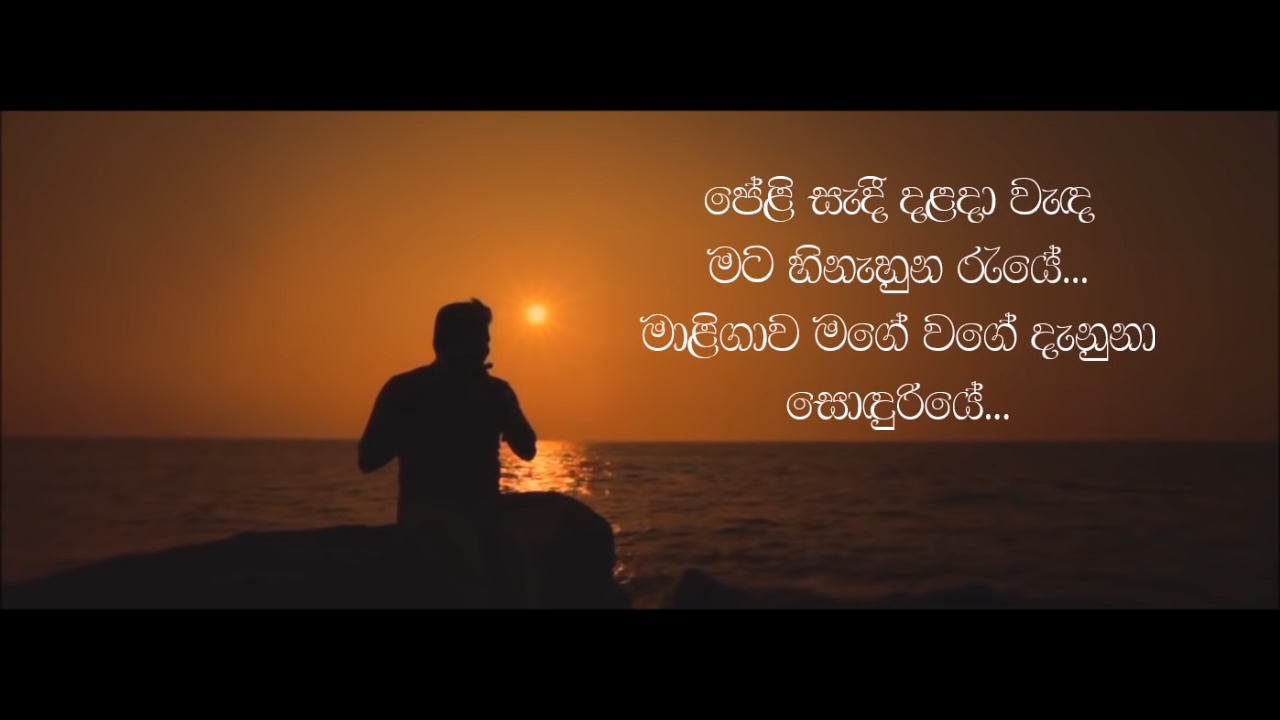 පේළි සැදී දළදා වැඳ
මට හිනැහුන රැයේ...
මාළිගාව මගේ වගේ දැනුනා
සොඳුරියේ...